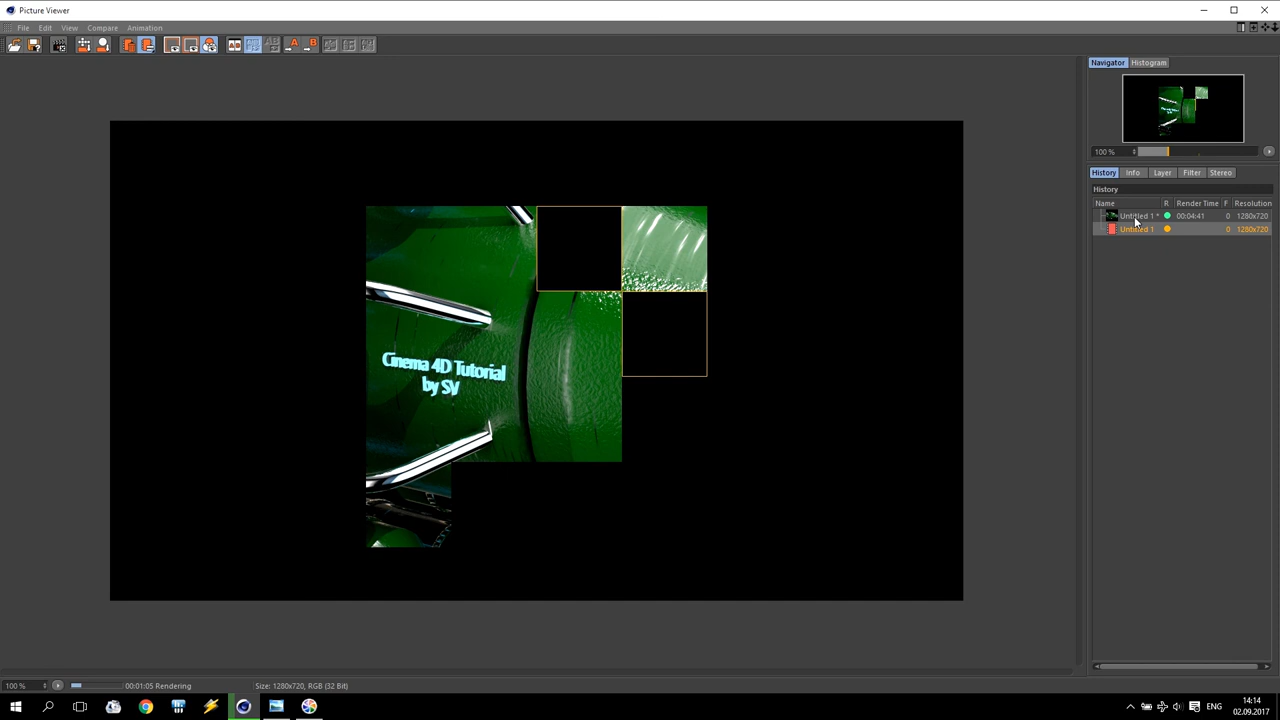 Picture Viewer
File Edit View Compare Animation
Navigator Histogram
100 %
History Info Layer Filter Stereo
History
Name R Render Time F Resolution
Untitled 1 * 00:04:41 0 1280x720
Untitled 1 0 1280x720
Cinema 4D Tutorial
by SV
100 % 00:01:05 Rendering Size: 1280x720, RGB (32 Bit)
ENG
14:14
02.09.2017